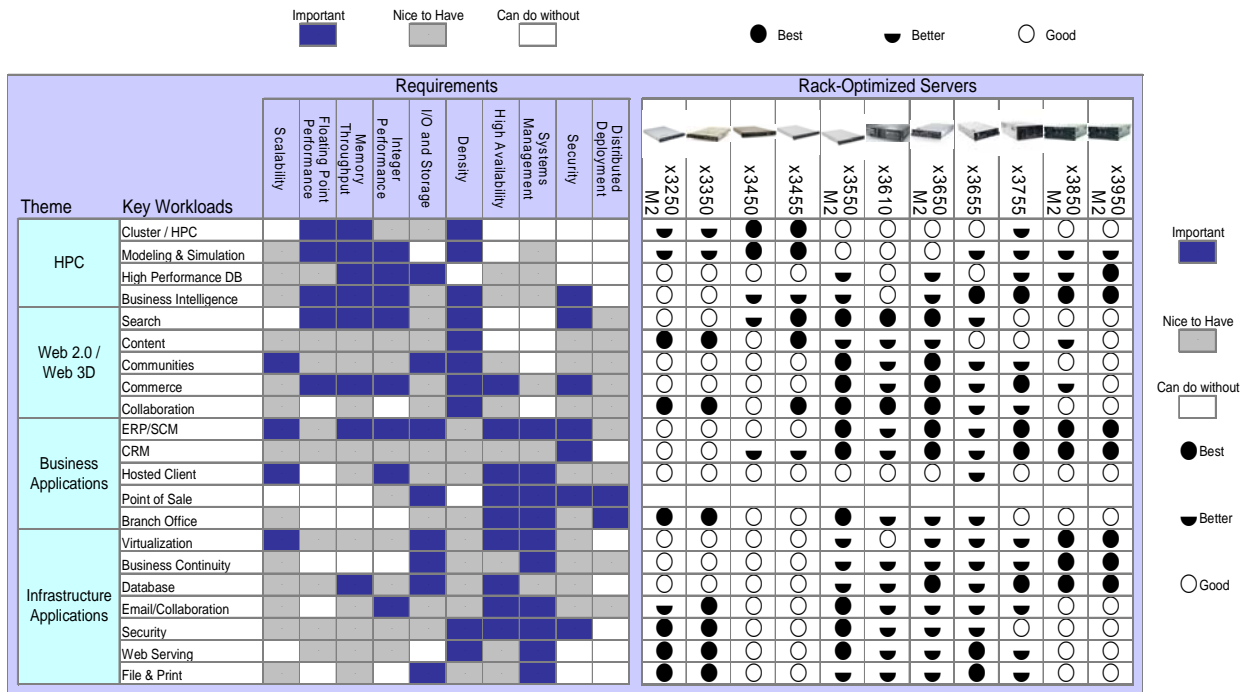 Important Nice to Have Can do without Best Better Good
Requirements Rack-Optimized Servers
Scalability
Floating Point Performance
Memory Throughput
Integer Performance
I/O and Storage
Density
High Availability
Systems Management
Security
Distributed Deployment
x3250 M2
x3350
x3450
x3455
x3550 M2
x3610
x3650 M2
x3655
x3755
x3850 M2
x3950 M2
Theme Key Workloads
HPC
Cluster / HPC
Modeling & Simulation
High Performance DB
Business Intelligence
Web 2.0 /
Web 3D
Search
Content
Communities
Commerce
Collaboration
Business
Applications
ERP/SCM
CRM
Hosted Client
Point of Sale
Branch Office
Infrastructure
Applications
Virtualization
Business Continuity
Database
Email/Collaboration
Security
Web Serving
File & Print
Important
Nice to Have
Can do without
Best
Better
Good